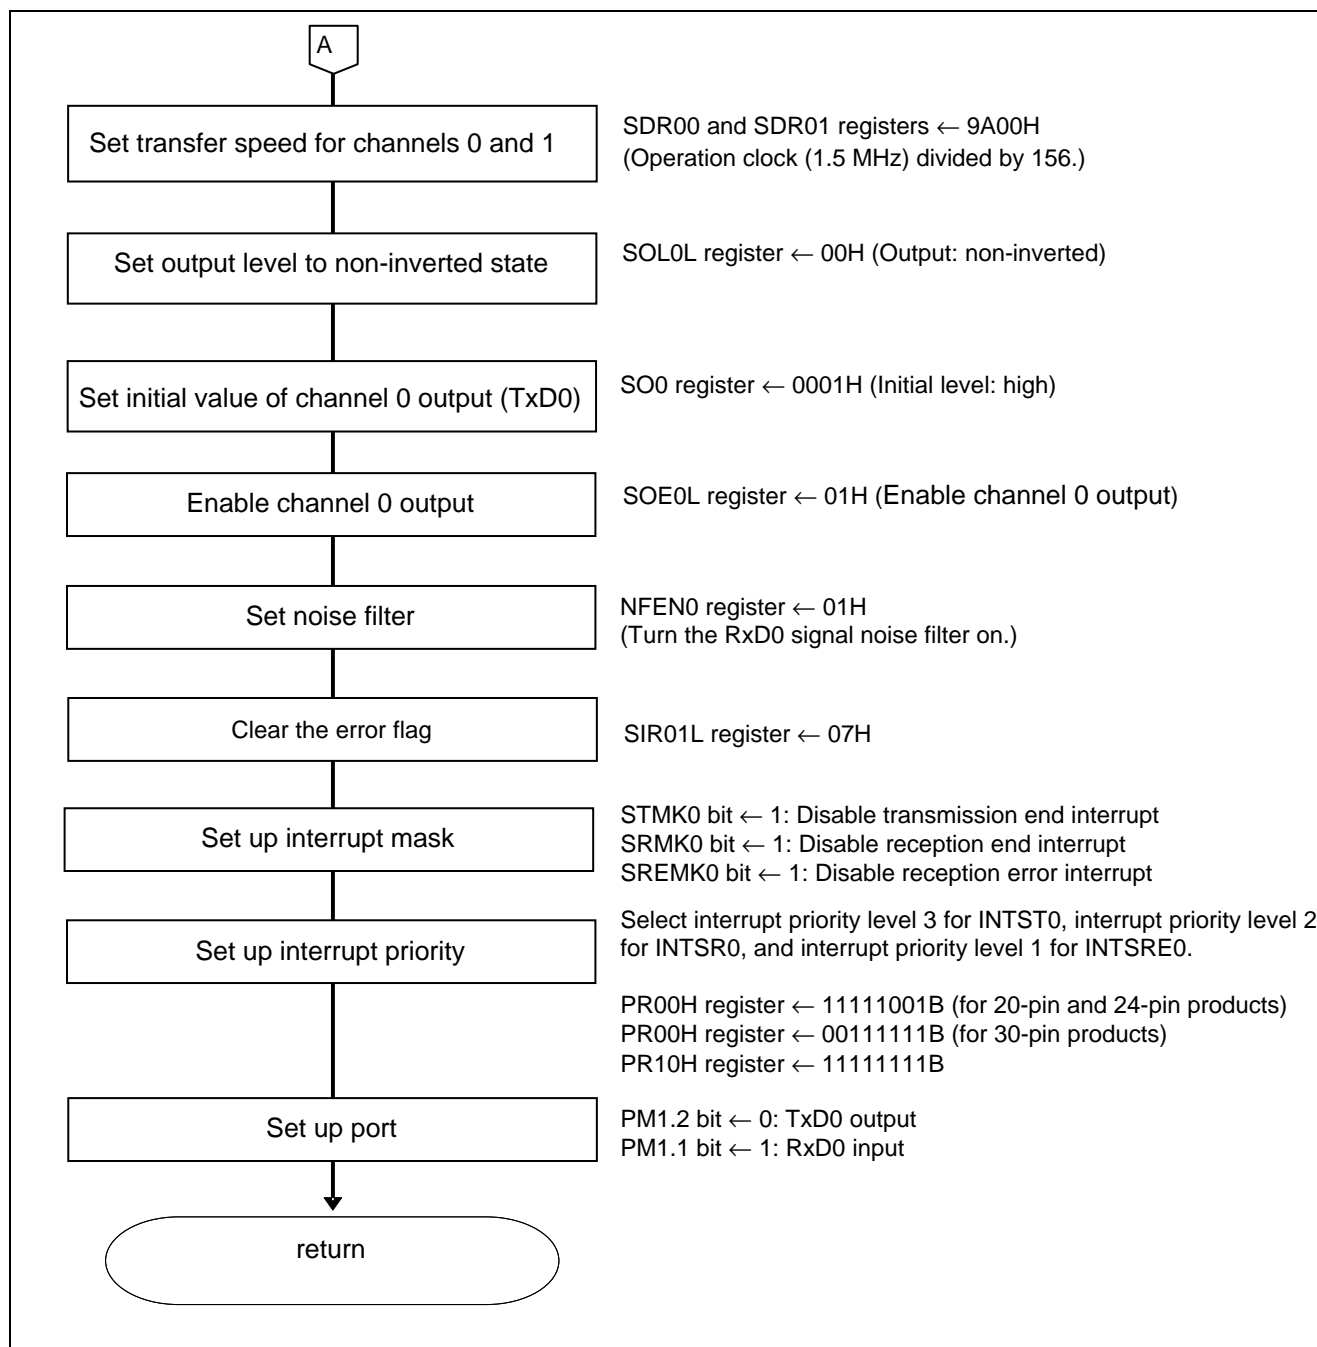 A
Set transfer speed for channels 0 and 1
SDR00 and SDR01 registers ← 9A00H
(Operation clock (1.5 MHz) divided by 156.)
Set output level to non-inverted state
SOL0L register ← 00H (Output: non-inverted)
Set initial value of channel 0 output (TxD0)
SO0 register ← 0001H (Initial level: high)
Enable channel 0 output
SOE0L register ← 01H (Enable channel 0 output)
Set noise filter
NFEN0 register ← 01H
(Turn the RxD0 signal noise filter on.)
Clear the error flag
SIR01L register ← 07H
Set up interrupt mask
STMK0 bit ← 1: Disable transmission end interrupt
SRMK0 bit ← 1: Disable reception end interrupt
SREMK0 bit ← 1: Disable reception error interrupt
Set up interrupt priority
Select interrupt priority level 3 for INTST0, interrupt priority level 2
for INTSR0, and interrupt priority level 1 for INTSRE0.
PR00H register ← 11111001B (for 20-pin and 24-pin products)
PR00H register ← 00111111B (for 30-pin products)
PR10H register ← 11111111B
Set up port
PM1.2 bit ← 0: TxD0 output
PM1.1 bit ← 1: RxD0 input
return